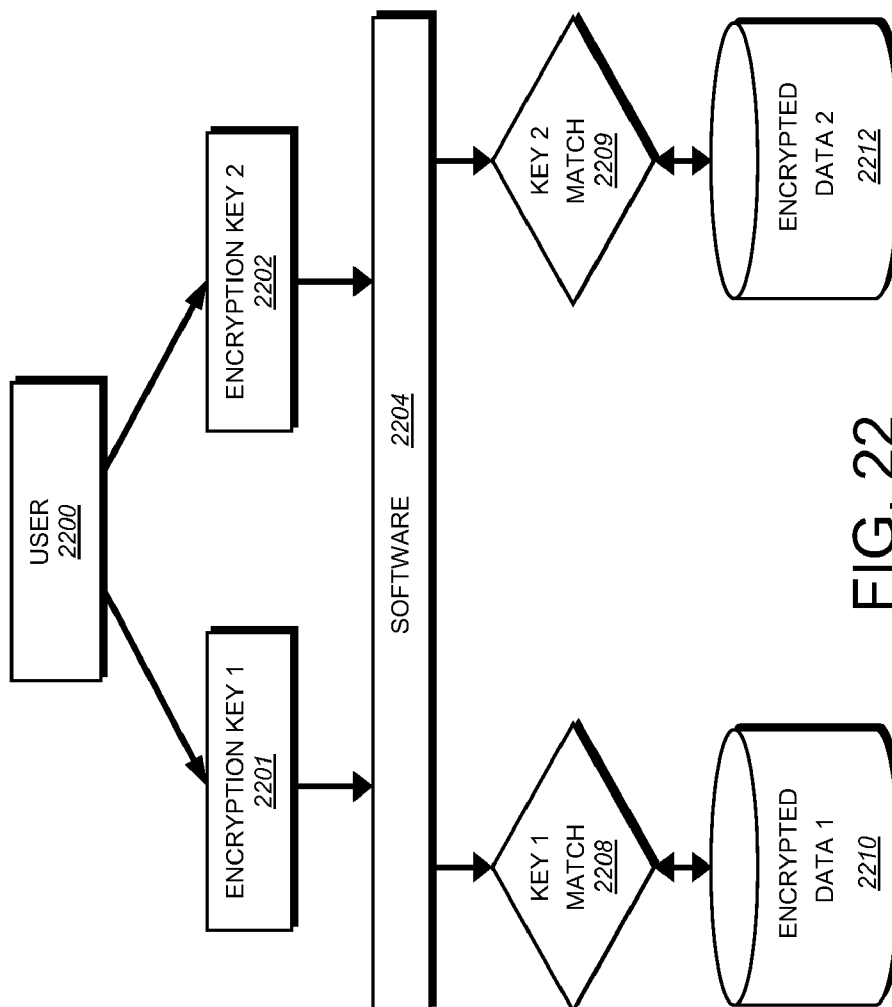 USER
2200
ENCRYPTION KEY 1
2201
ENCRYPTION KEY 2
2202
SOFTWARE 2204
KEY 1
MATCH
2208
KEY 2
MATCH
2209
ENCRYPTED
DATA 1
2210
ENCRYPTED
DATA 2
2212
FIG. 22